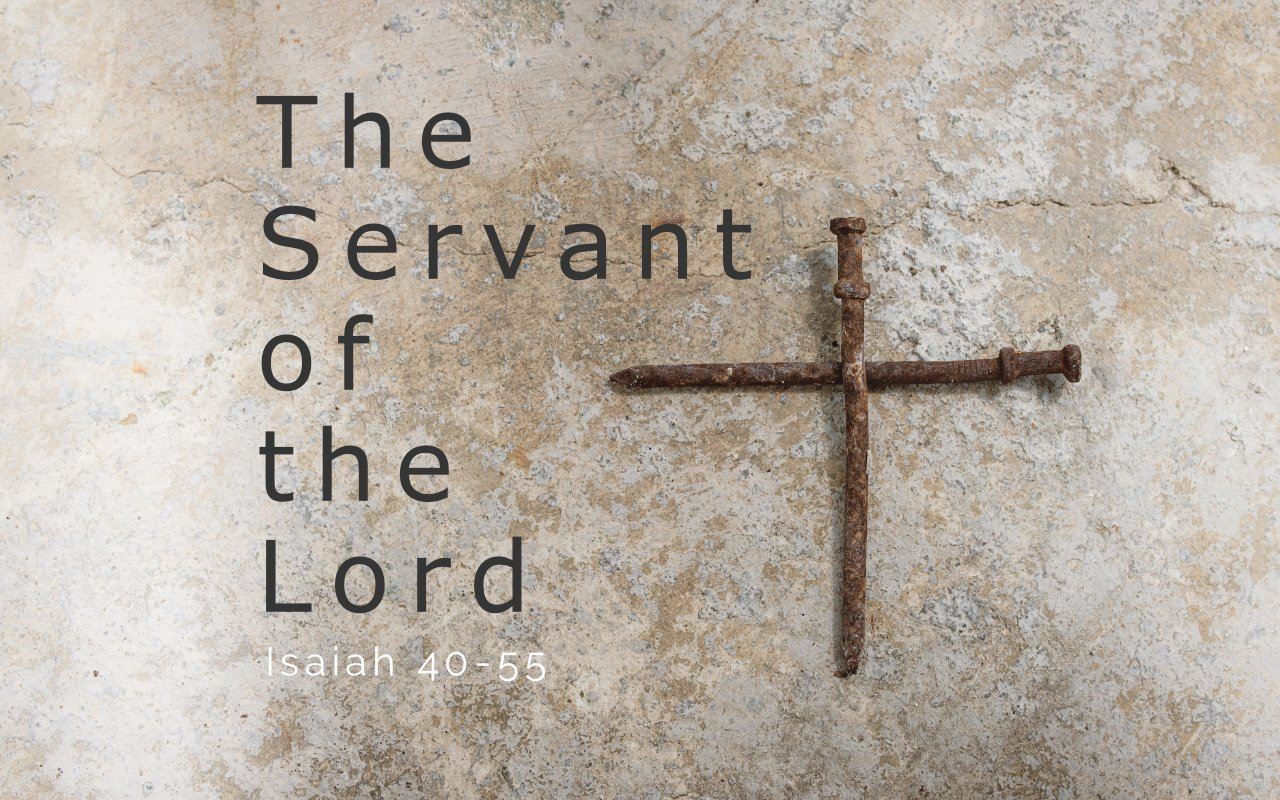 The
Servant
of
the
Lord
Isaiah 40-55